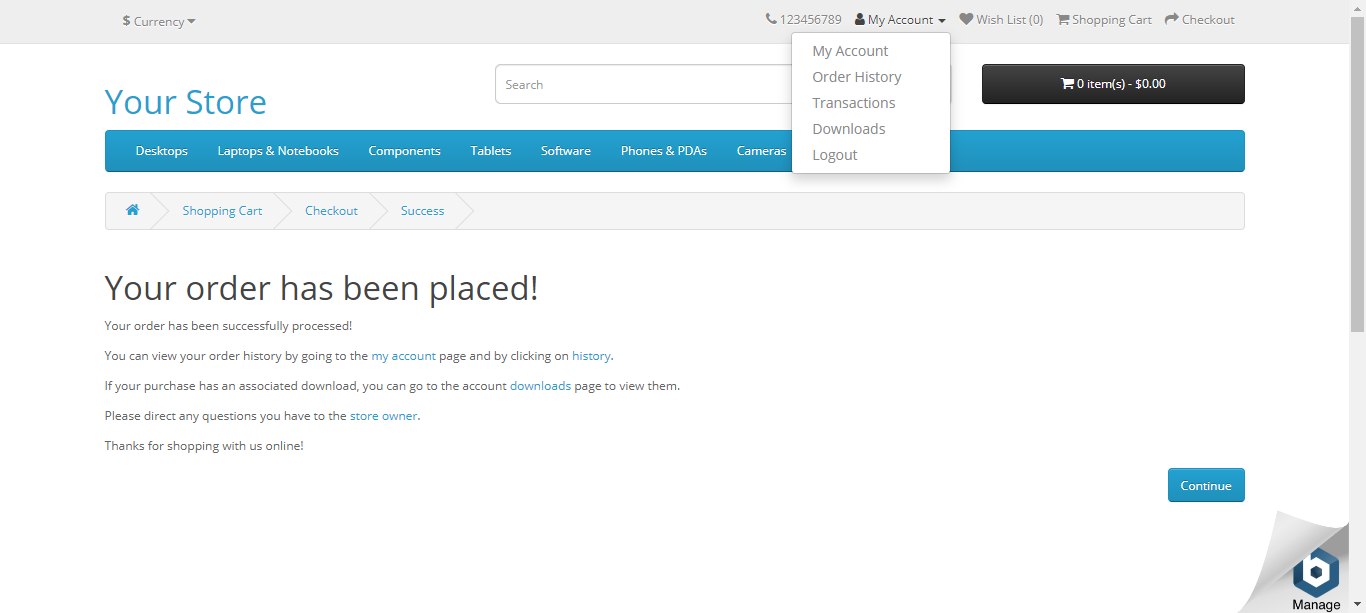 $ Currency
123456789 My Account Wish List (0) Shopping Cart Checkout
My Account
Order History
Transactions
Downloads
Logout
Your Store
Search
0 item(s) - $0.00
Desktops Laptops & Notebooks Components Tablets Software Phones & PDAs Cameras
Shopping Cart Checkout Success
Your order has been placed!
Your order has been successfully processed!
You can view your order history by going to the my account page and by clicking on history.
If your purchase has an associated download, you can go to the account downloads page to view them.
Please direct any questions you have to the store owner.
Thanks for shopping with us online!
Continue
Manage